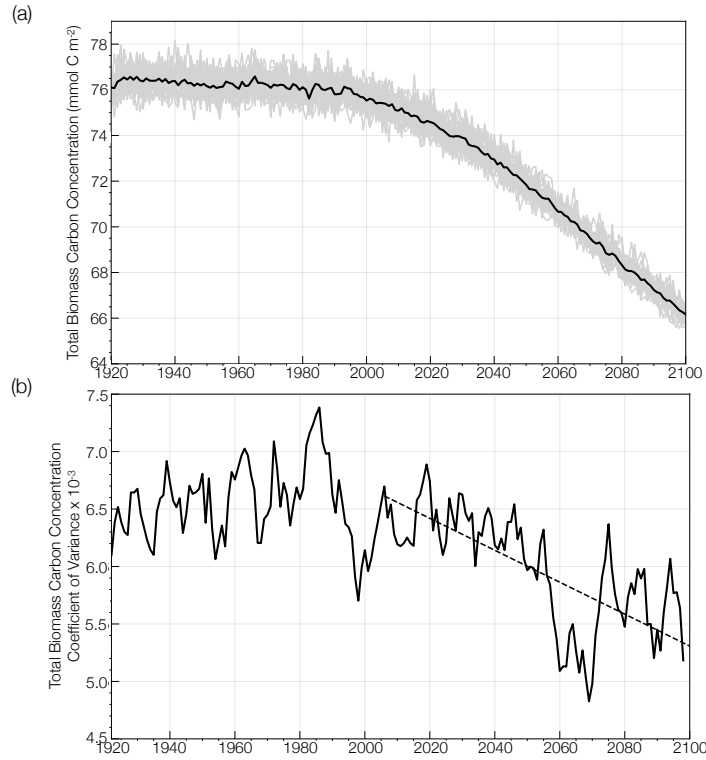 (a)
Total Biomass Carbon Concentration (mmol C m⁻²)
78
76
74
72
70
68
66
64
1920 1940 1960 1980 2000 2020 2040 2060 2080 2100
(b)
Total Biomass Carbon Concentration
Coefficient of Variance x 10⁻³
7.5
7.0
6.5
6.0
5.5
5.0
4.5
1920 1940 1960 1980 2000 2020 2040 2060 2080 2100